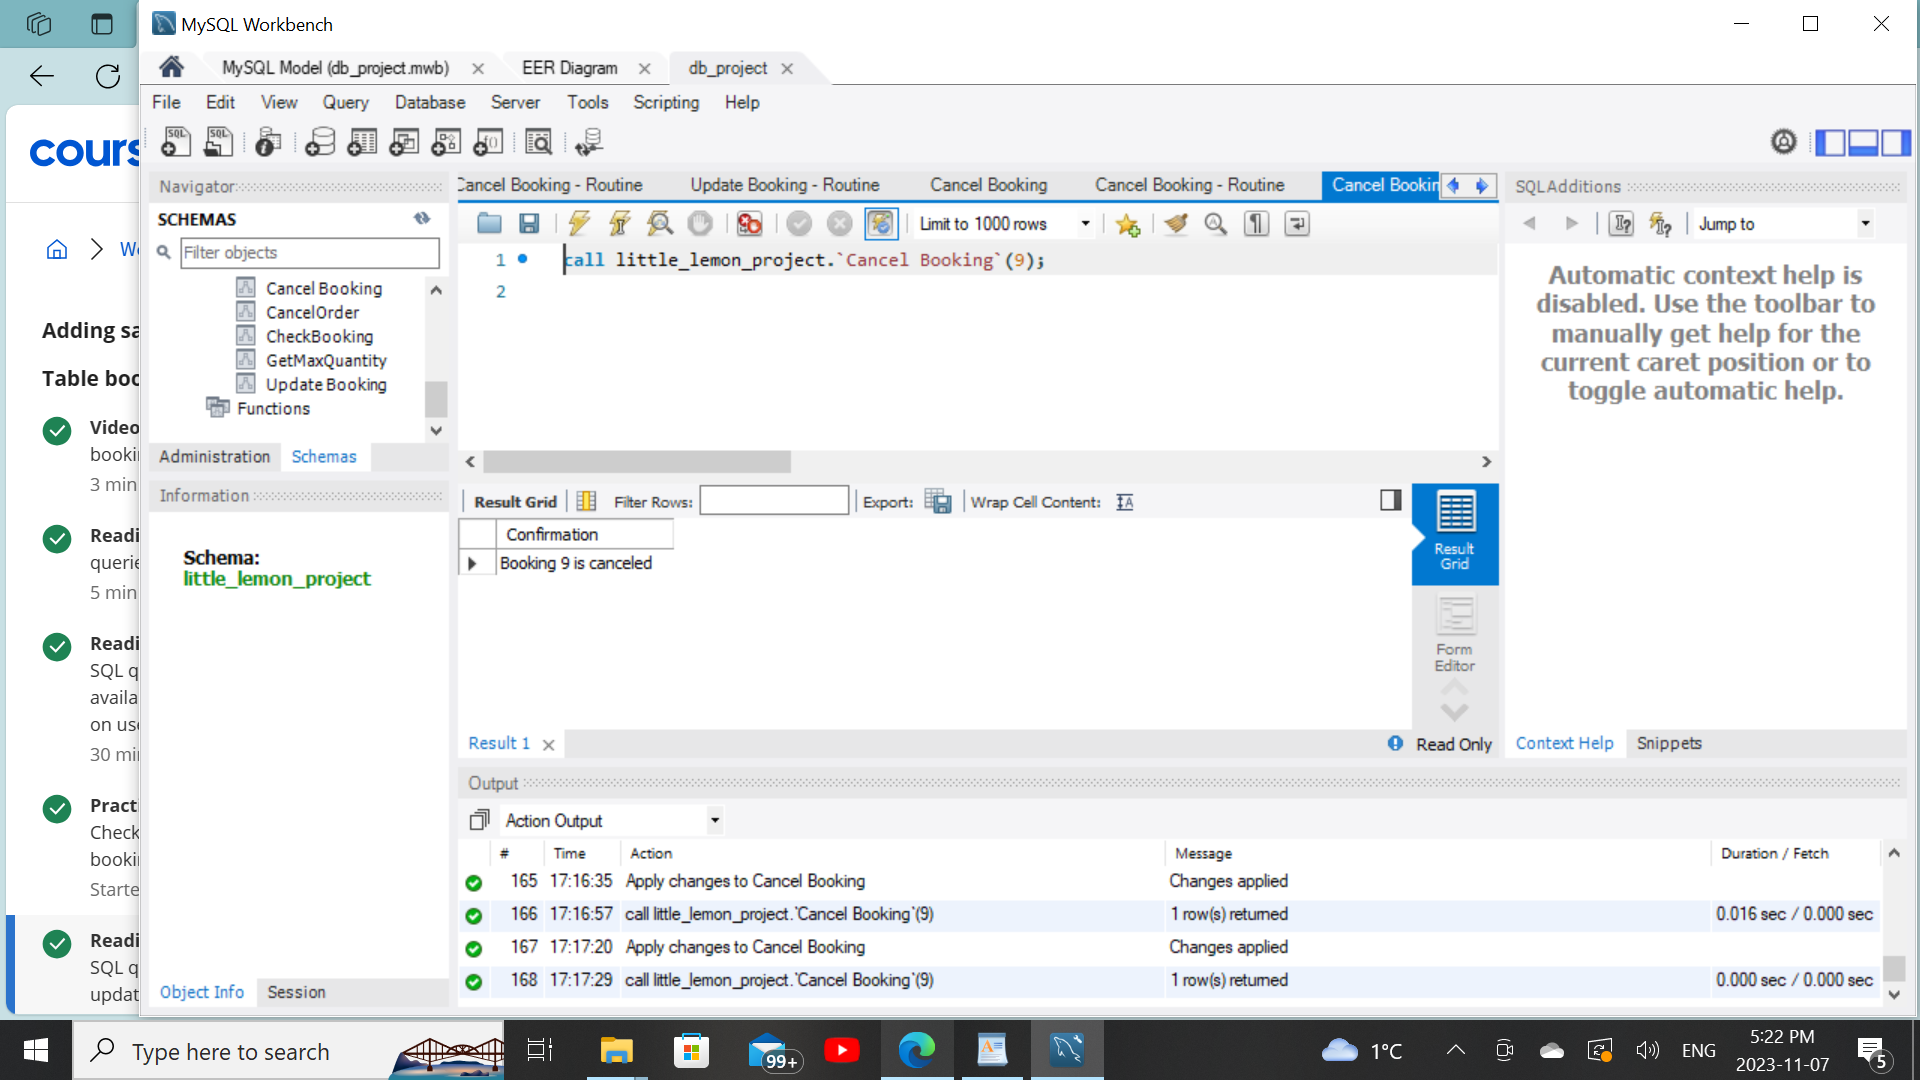 MySQL Workbench
MySQL Model (db_project.mwb)
EER Diagram
db_project
File Edit View Query Database Server Tools Scripting Help
cours
Navigator
SCHEMAS
Filter objects
Cancel Booking
CancelOrder
CheckBooking
GetMaxQuantity
Update Booking
Functions
Administration Schemas
Information
Schema:
little_lemon_project
Object Info Session
We
Adding sa
Table boo
Video
bookin
3 min
Readi
querie
5 min
Readi
SQL q
availa
on use
30 min
Pract
Check
bookin
Starte
Readi
SQL q
updat
Cancel Booking - Routine Update Booking - Routine Cancel Booking Cancel Booking - Routine Cancel Bookin
Limit to 1000 rows
1 call little_lemon_project.`Cancel Booking`(9);
2
Result Grid Filter Rows: Export: Wrap Cell Content:
Confirmation
Booking 9 is canceled
Result
Grid
Form
Editor
Result 1
Read Only
SQLAdditions
Jump to
Automatic context help is
disabled. Use the toolbar to
manually get help for the
current caret position or to
toggle automatic help.
Context Help Snippets
Output
Action Output
# Time Action Message Duration / Fetch
165 17:16:35 Apply changes to Cancel Booking Changes applied
166 17:16:57 call little_lemon_project.`Cancel Booking`(9) 1 row(s) returned 0.016 sec / 0.000 sec
167 17:17:20 Apply changes to Cancel Booking Changes applied
168 17:17:29 call little_lemon_project.`Cancel Booking`(9) 1 row(s) returned 0.000 sec / 0.000 sec
Type here to search
99+
1°C
ENG
5:22 PM
2023-11-07
5